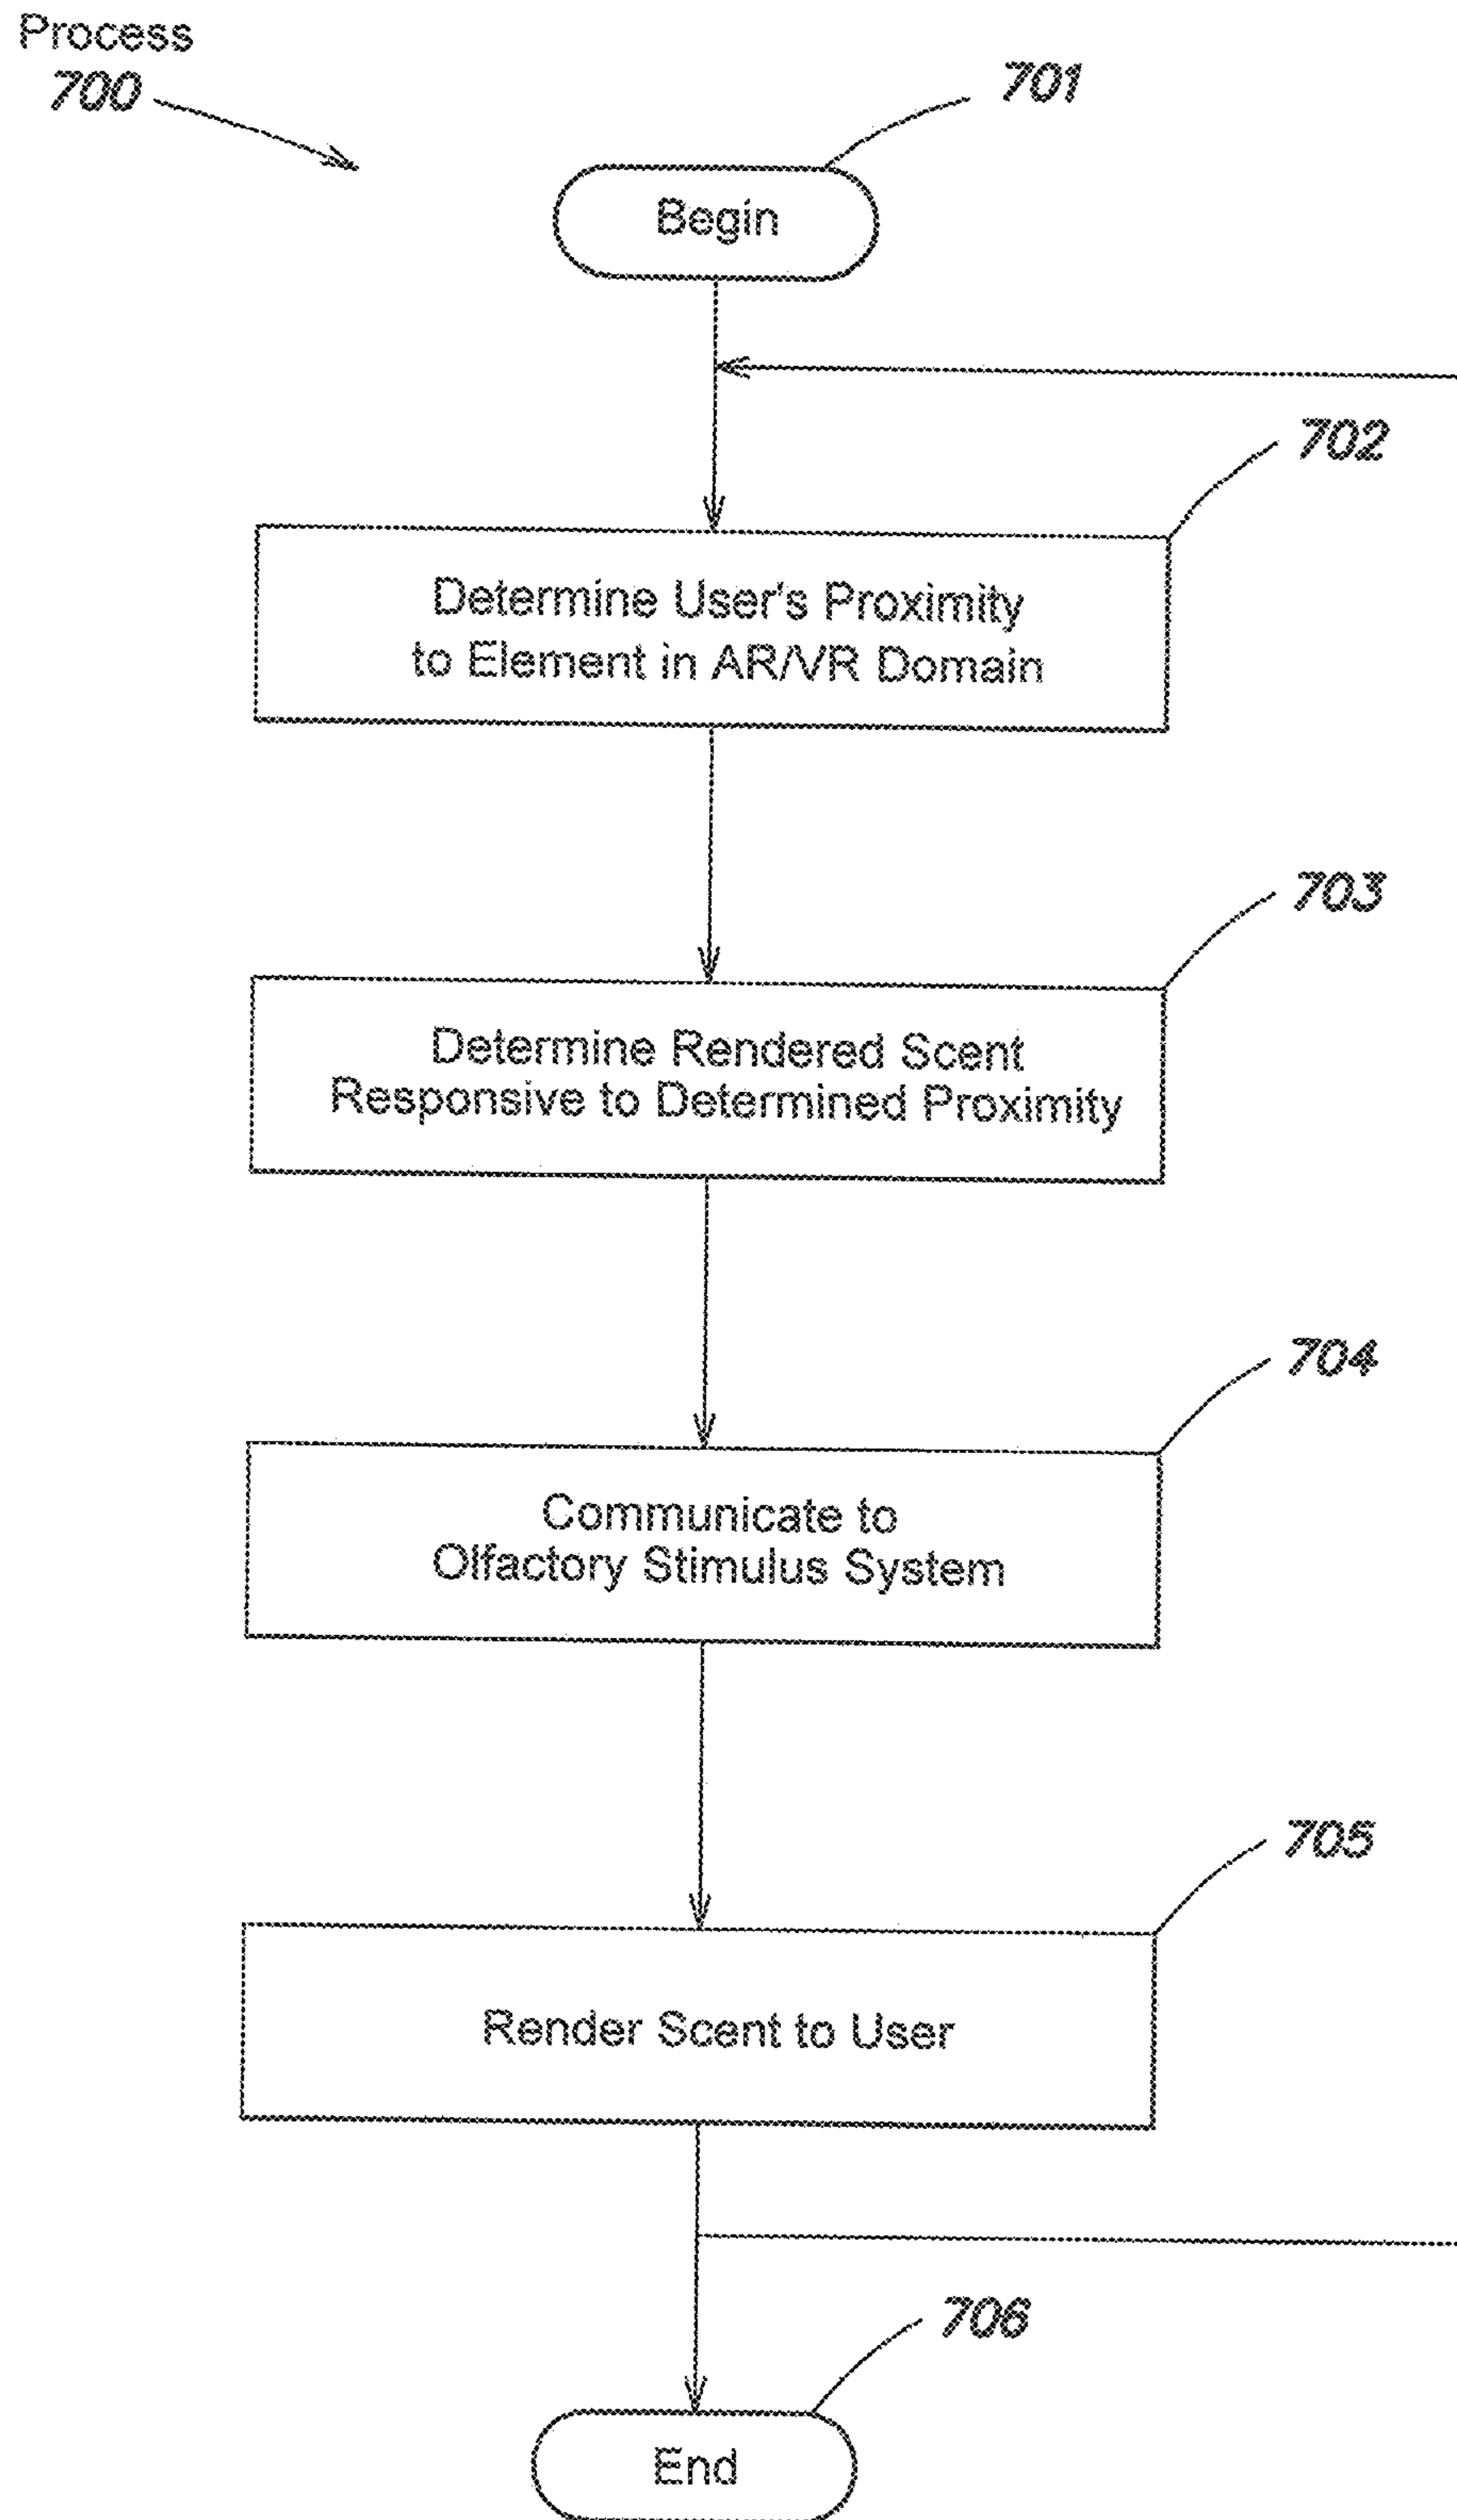 Process
700
701
Begin
702
Determine User's Proximity
to Element in AR/VR Domain
703
Determine Rendered Scent
Responsive to Determined Proximity
704
Communicate to
Olfactory Stimulus System
705
Render Scent to User
706
End